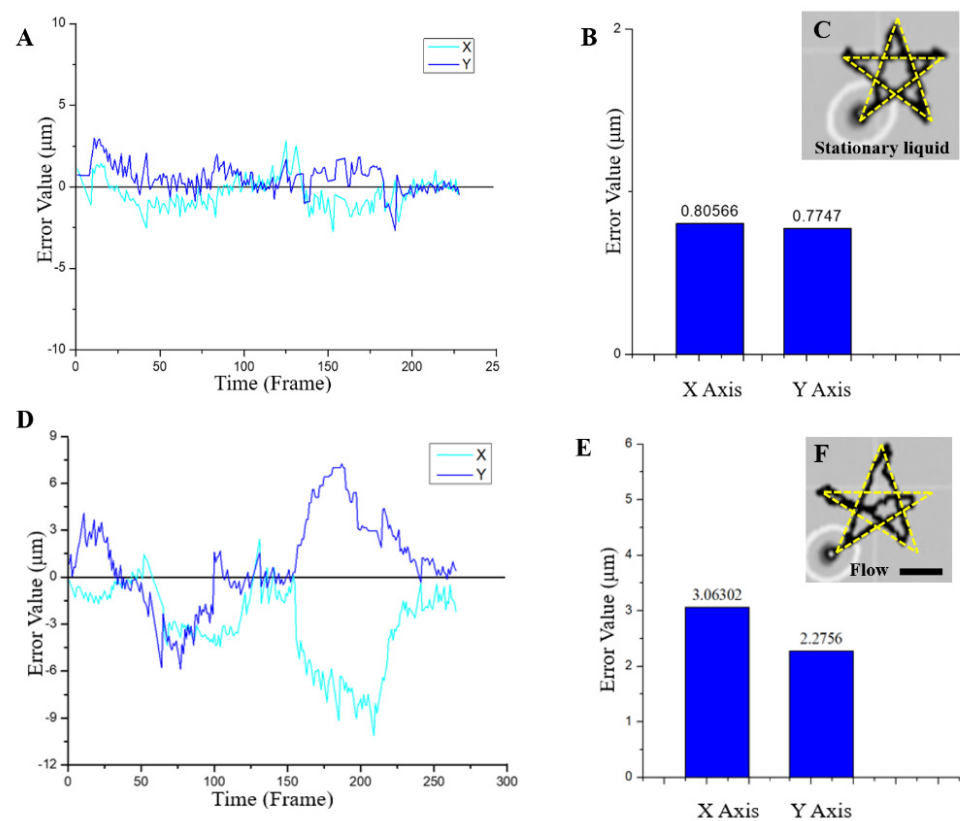 A
Error Value (μm)
10
5
0
-5
-10
X
Y
0
50
100
150
200
25
Time (Frame)
B
Error Value (μm)
2
0
0.80566
0.7747
X Axis
Y Axis
C
Stationary liquid
D
Error Value (μm)
9
6
3
0
-3
-6
-9
-12
X
Y
0
50
100
150
200
250
300
Time (Frame)
E
Error Value (μm)
6
5
4
3
2
1
0
3.06302
2.2756
X Axis
Y Axis
F
Flow